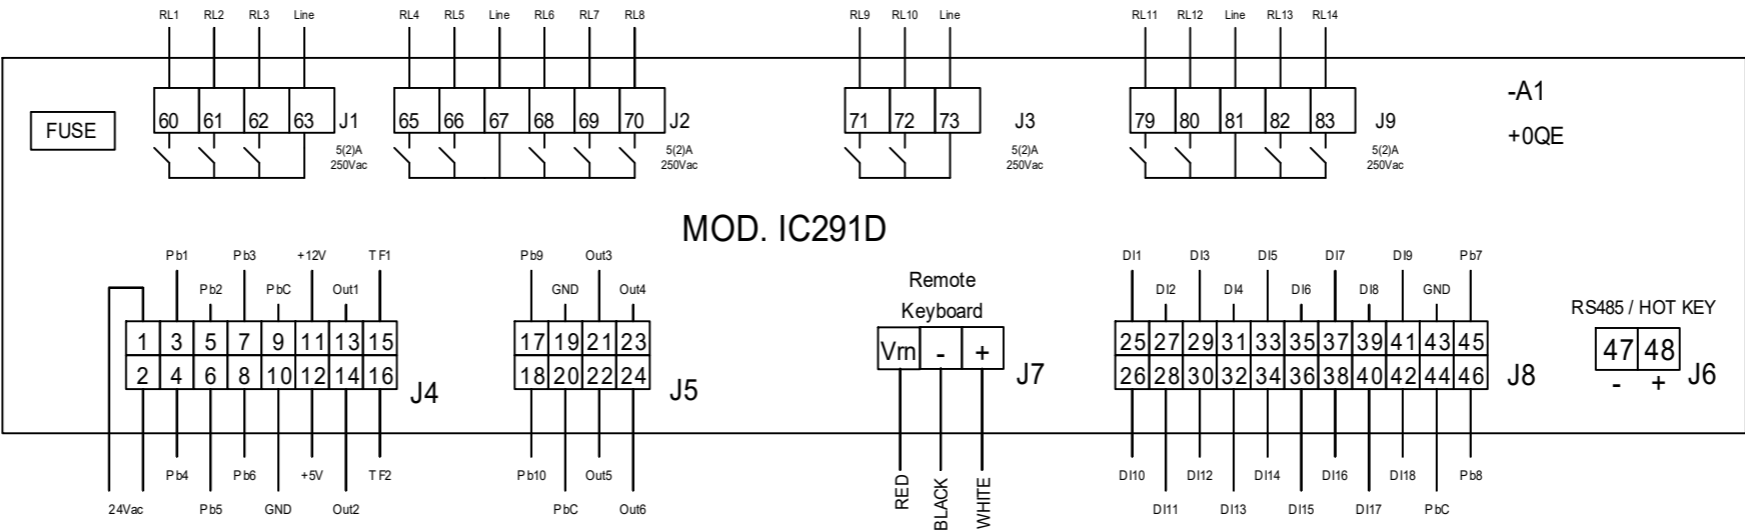 RL1 RL2 RL3 Line RL4 RL5 Line RL6 RL7 RL8 RL9 RL10 Line RL11 RL12 Line RL13 RL14
-A1
FUSE 60 61 62 63 J1 65 66 67 68 69 70 J2 71 72 73 J3 79 80 81 82 83 J9
+0QE
5(2)A 5(2)A 5(2)A 5(2)A
250Vac 250Vac 250Vac 250Vac
MOD. IC291D
Pb1 Pb3 +12V TF1 Pb9 Out3 DI1 DI3 DI5 DI7 DI9 Pb7
Remote
Pb2 PbC Out1 GND Out4 DI2 DI4 DI6 DI8 GND
Keyboard RS485 / HOT KEY
1 3 5 7 9 11 13 15 17 19 21 23 Vrn - + 25 27 29 31 33 35 37 39 41 43 45 47 48
2 4 6 8 10 12 14 16 J4 18 20 22 24 J5 J7 26 28 30 32 34 36 38 40 42 44 46 J8 - + J6
Pb4 Pb6 +5V TF2 Pb10 Out5 DI10 DI12 DI14 DI16 DI18 Pb8
24Vac Pb5 GND Out2 PbC Out6 RED BLACK WHITE DI11 DI13 DI15 DI17 PbC